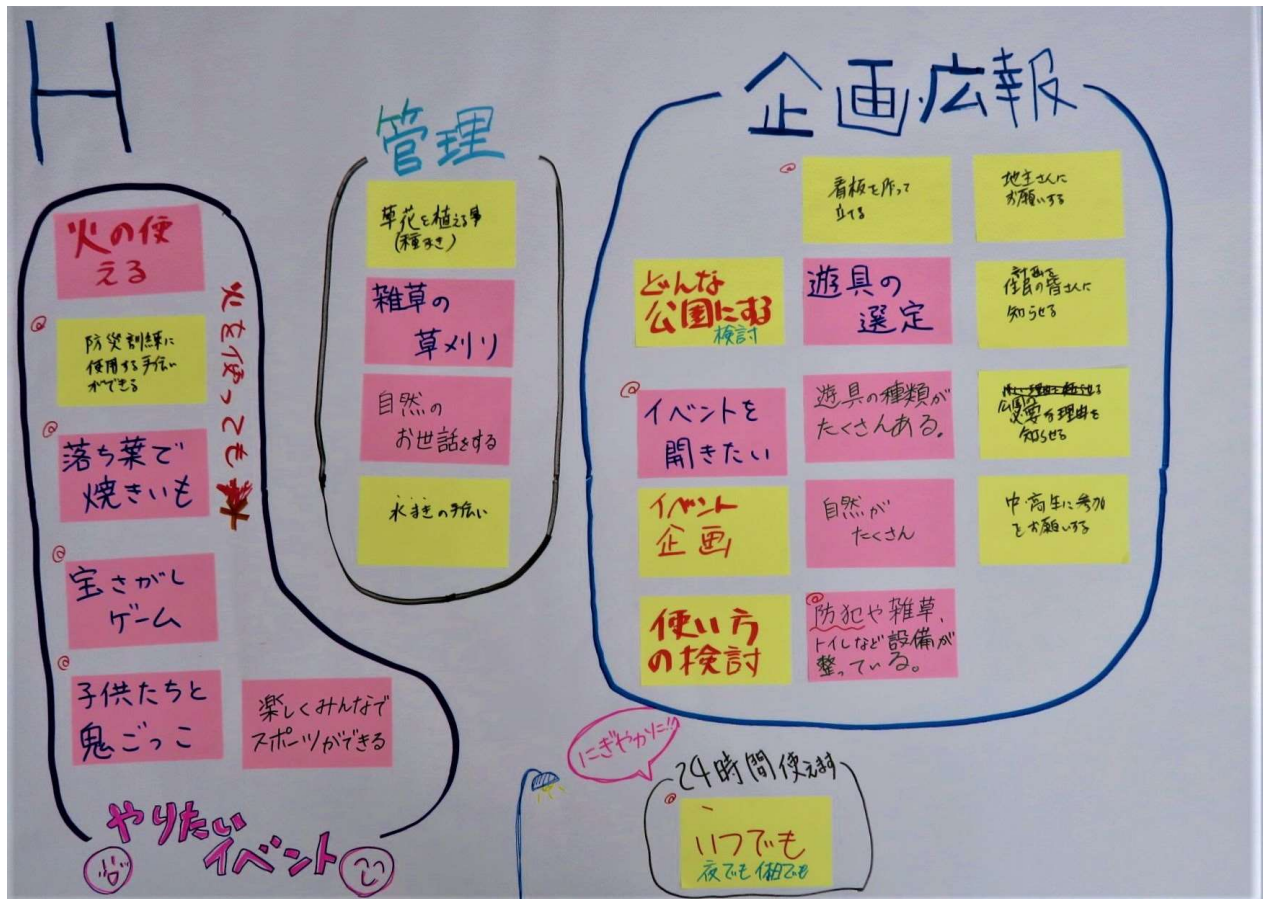 H
火の使
える
防災訓練に
使用する手伝い
ができる
落ち葉で
焼きいも
宝さがし
ゲーム
子供たちと
鬼ごっこ
楽しくみんなで
スポーツができる
火を使っても
やりたい
イベント
管理
草花を植える事
(種まき)
雑草の
草メリリ
自然の
お世話をする
水まきの手伝い
企画・広報
看板を作って
立てる
地主さんに
お願いする
どんな
公園にする
検討
遊具の
選定
計画を
住民の皆さんに
知らせる
イベントを
開きたい
遊具の種類が
たくさんある。
公園の
必要な理由を
知らせる
イベント
企画
自然が
たくさん
中・高生に参加
をお願いする
使い方
の検討
防犯や雑草、
トイレなど設備が
整っている。
にぎやかに!!
24時間使えます
いつでも
夜でも休日でも